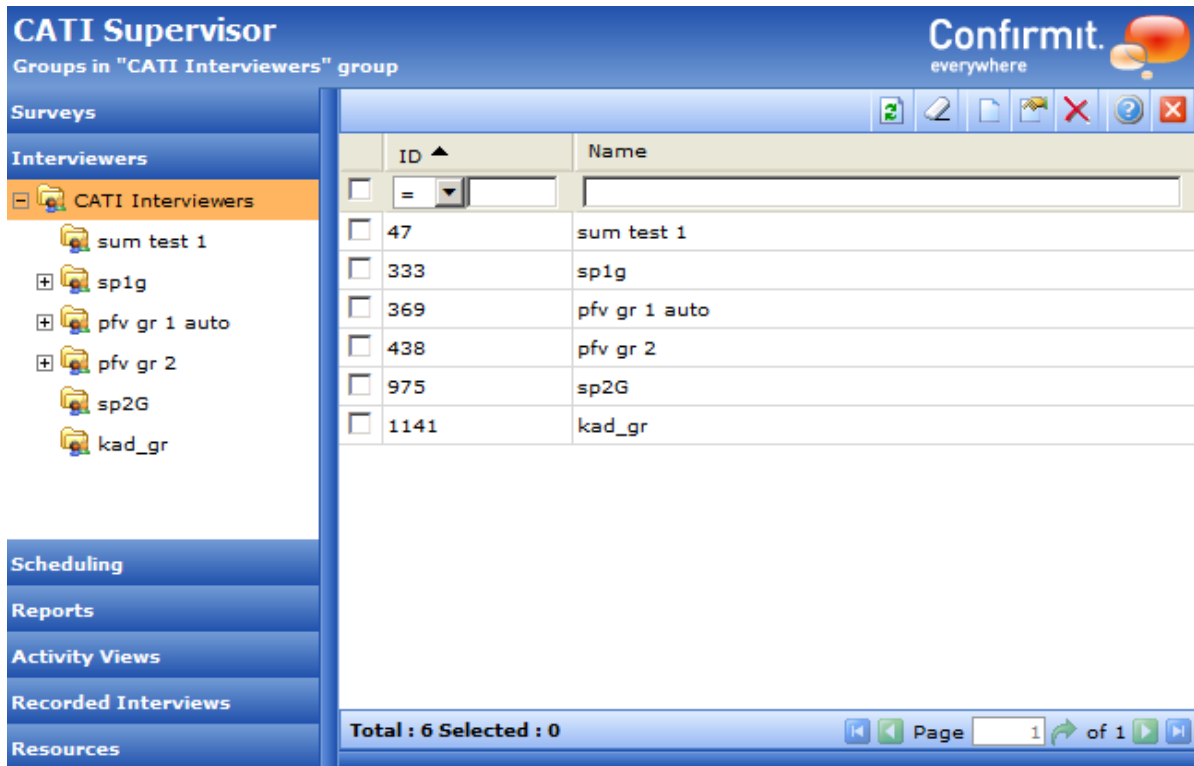 CATI Supervisor
Groups in "CATI Interviewers" group
Confirmit.
everywhere
Surveys
Interviewers
CATI Interviewers
sum test 1
sp1g
pfv gr 1 auto
pfv gr 2
sp2G
kad_gr
Scheduling
Reports
Activity Views
Recorded Interviews
Resources
ID Name
=
47 sum test 1
333 sp1g
369 pfv gr 1 auto
438 pfv gr 2
975 sp2G
1141 kad_gr
Total : 6 Selected : 0 Page 1 of 1